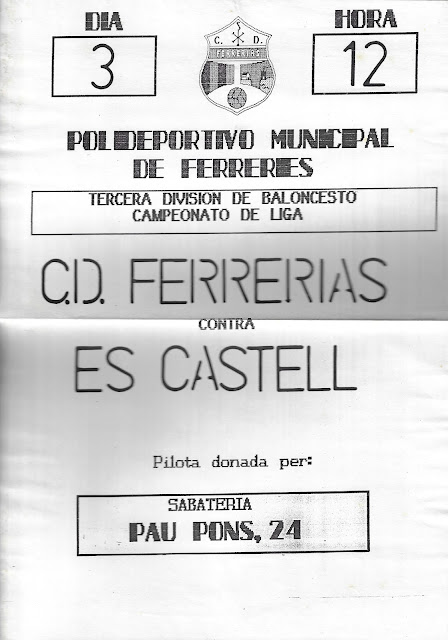 DIA
3
HORA
12
C. D.
FERRERIAS
POLIDEPORTIVO MUNICIPAL
DE FERRERIES
TERCERA DIVISION DE BALONCESTO
CAMPEONATO DE LIGA
C.D. FERRERIAS
CONTRA
ES CASTELL
Pilota donada per:
SABATERIA
PAU PONS, 24